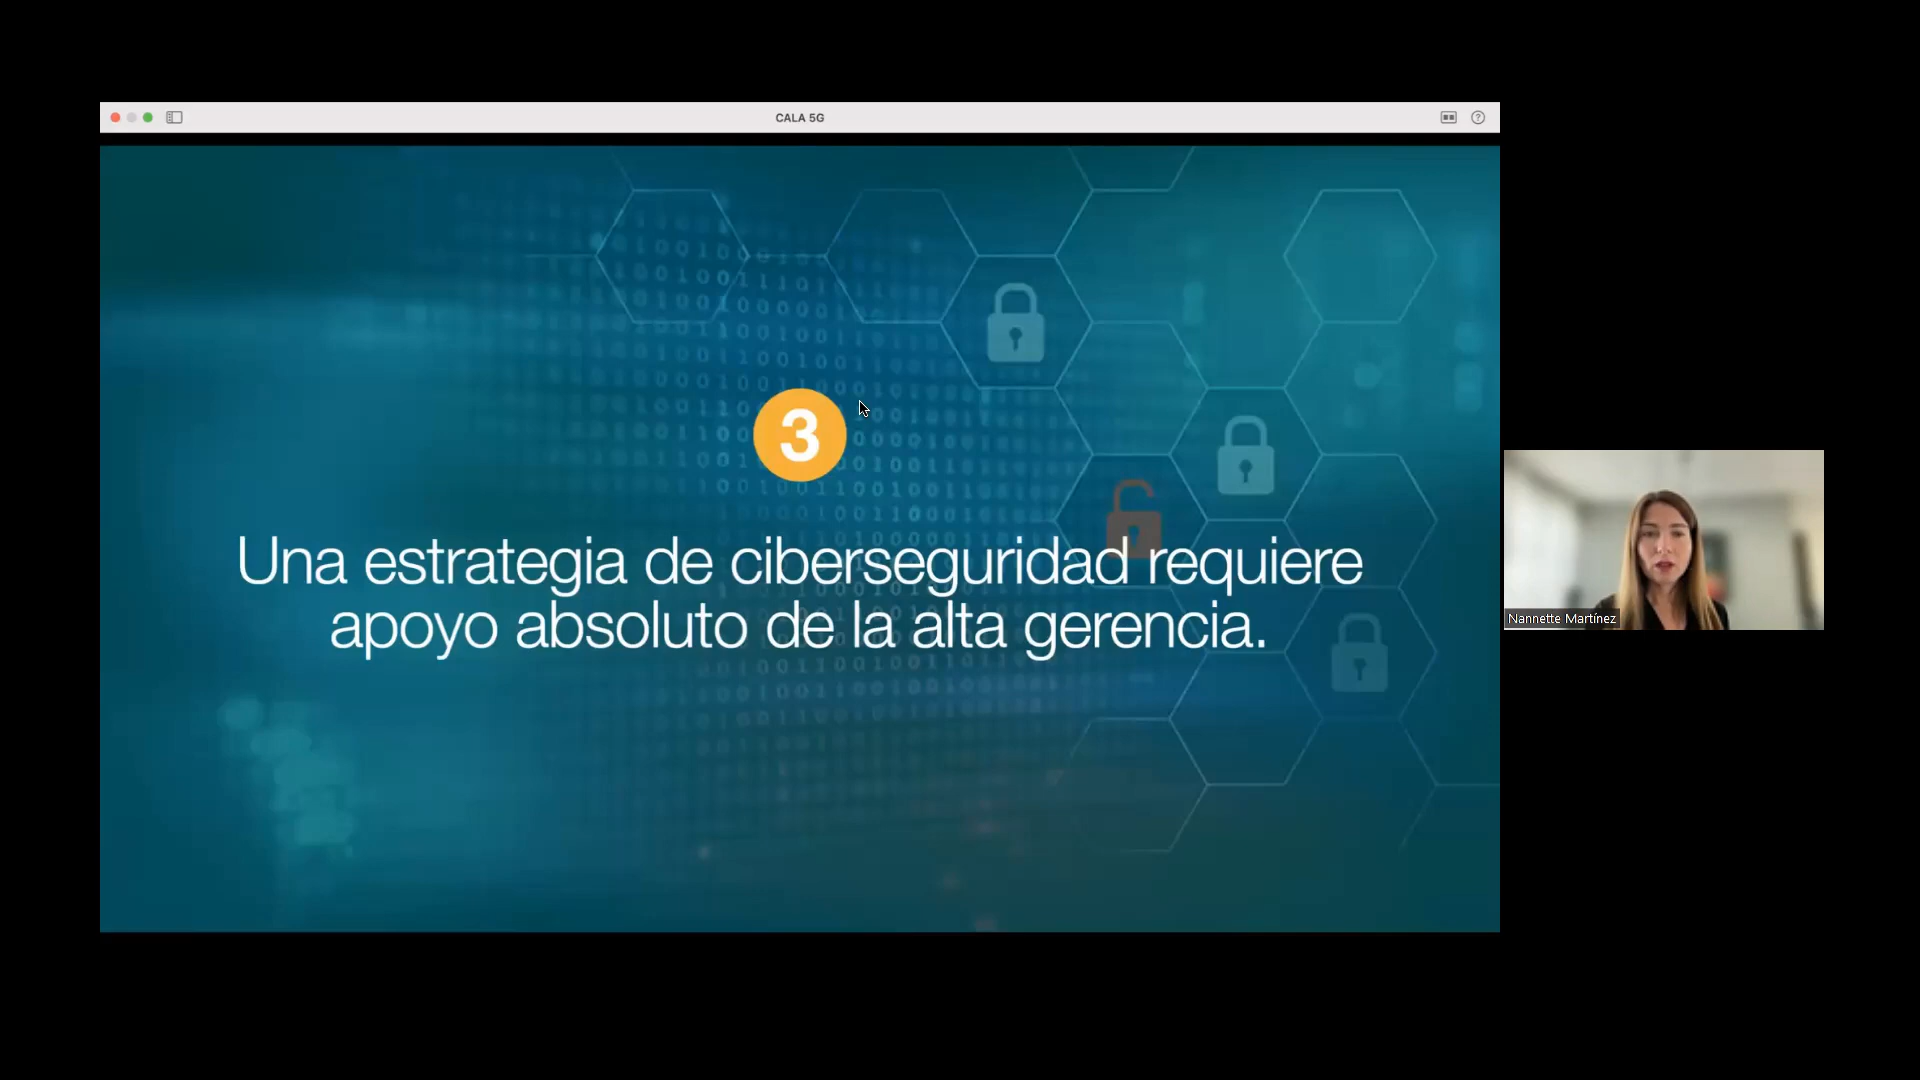 CALA 5G
3
Una estrategia de ciberseguridad requiere
apoyo absoluto de la alta gerencia.
Nannette Martínez